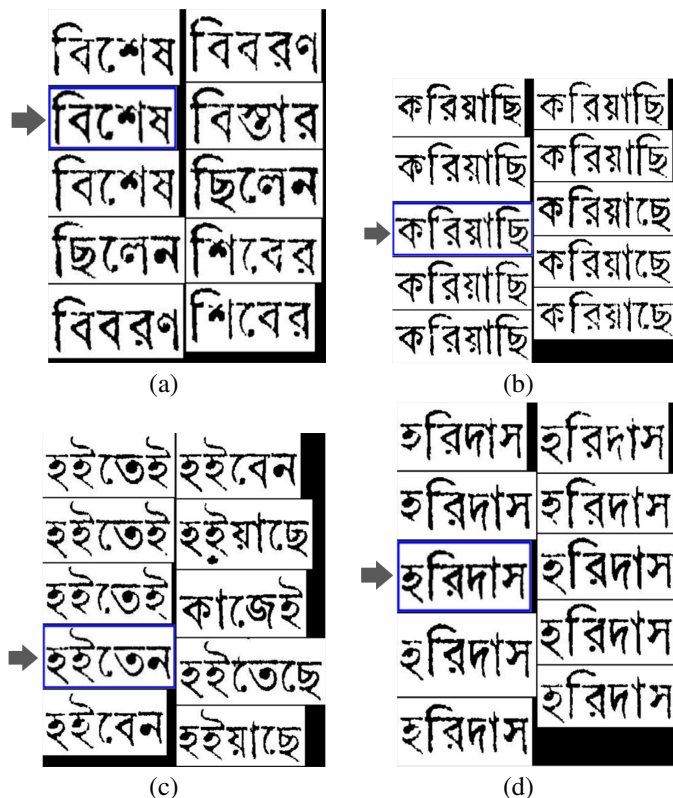 বিশেষ বিবরণ
বিশেষ বিস্তার
বিশেষ ছিলেন
ছিলেন শিবের
বিবরণ শিবের
(a)
করিয়াছি করিয়াছি
করিয়াছি করিয়াছি
করিয়াছি করিয়াছে
করিয়াছি করিয়াছে
করিয়াছি করিয়াছে
(b)
হইতেই হইবেন
হইতেই হইয়াছে
হইতেই কাজেই
হইতেন হইতেছে
হইবেন হইয়াছে
(c)
হরিদাস হরিদাস
হরিদাস হরিদাস
হরিদাস হরিদাস
হরিদাস হরিদাস
হরিদাস হরিদাস
(d)